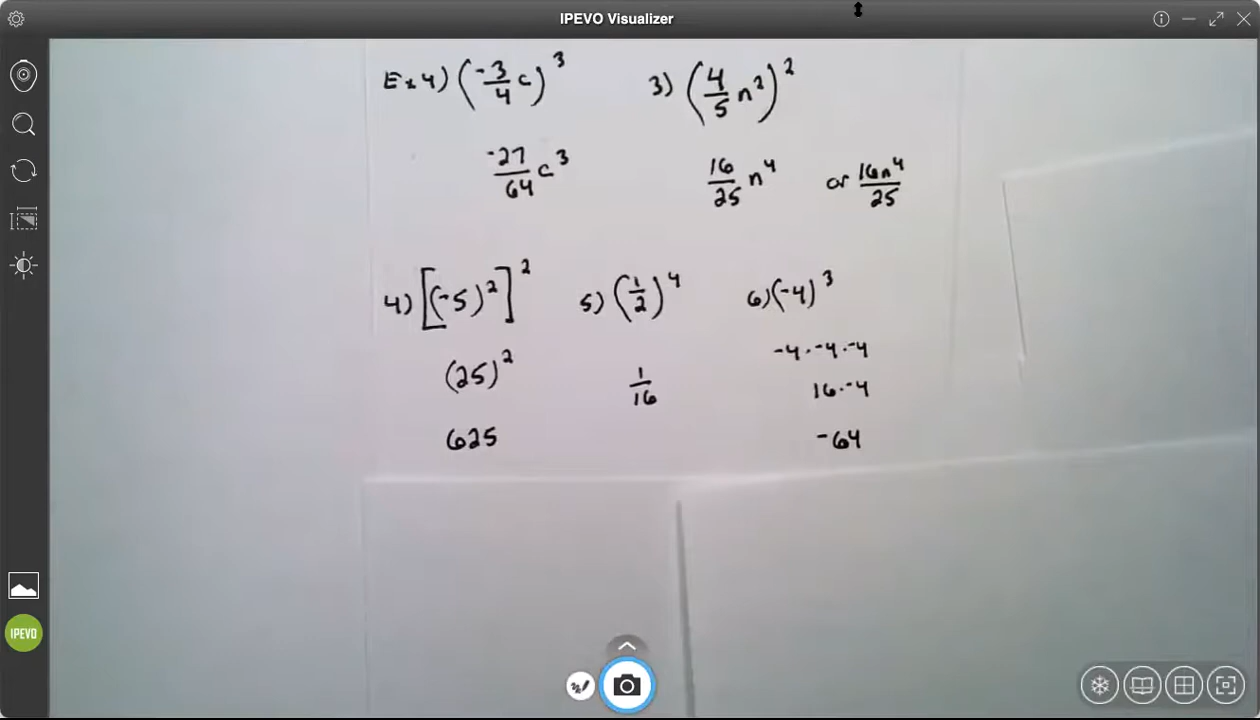 IPEVO Visualizer
Ex 4) (-3/4 c)^3
-27/64 c^3
3) (4/5 n^2)^2
16/25 n^4 or 16n^4/25
4) [(-5)^2]^2
(25)^2
625
5) (1/2)^4
1/16
6) (-4)^3
-4 · -4 · -4
16 · -4
-64
IPEVO